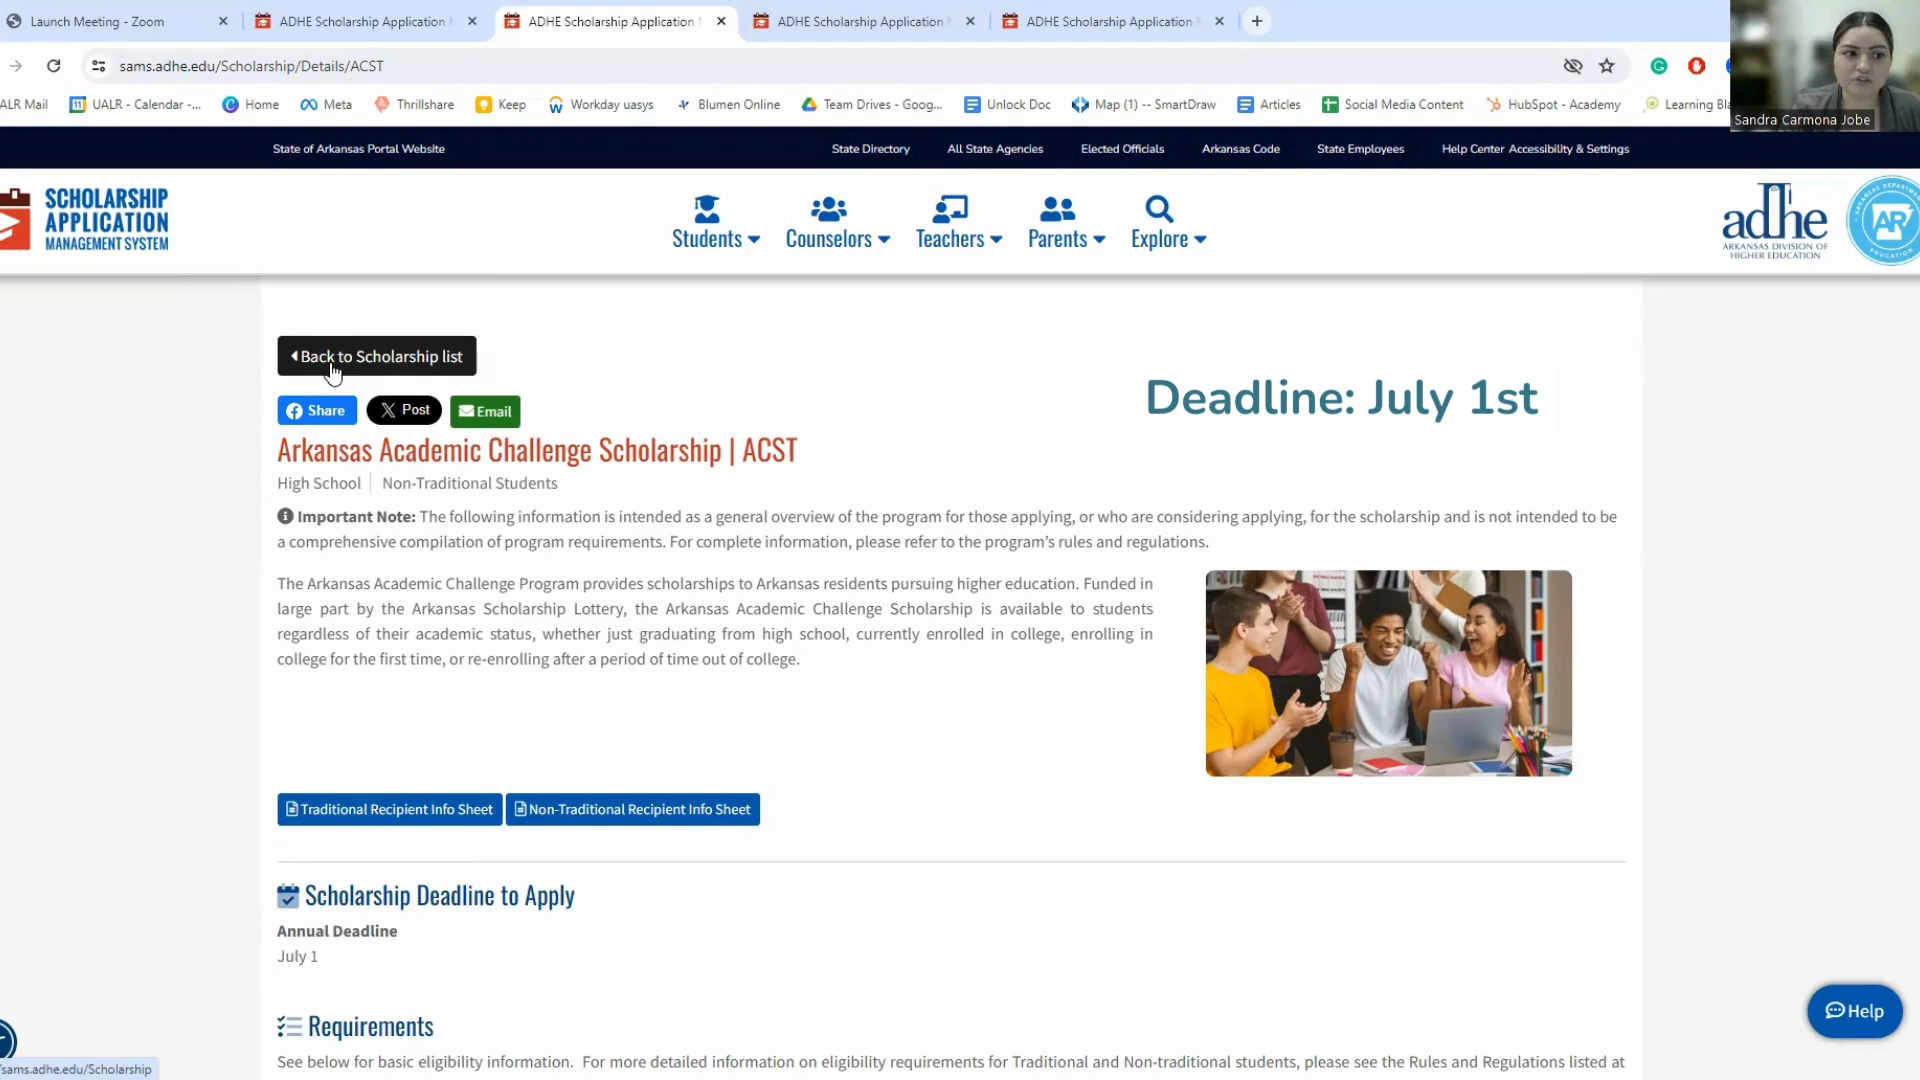 Launch Meeting - Zoom
ADHE Scholarship Application
ADHE Scholarship Application
ADHE Scholarship Application
ADHE Scholarship Application
sams.adhe.edu/Scholarship/Details/ACST
ALR Mail
UALR - Calendar -...
Home
Meta
Thrillshare
Keep
Workday uasys
Blumen Online
Team Drives - Goog...
Unlock Doc
Map (1) -- SmartDraw
Articles
Social Media Content
HubSpot - Academy
Learning Bla
Sandra Carmona Jobe
State of Arkansas Portal Website
State Directory
All State Agencies
Elected Officials
Arkansas Code
State Employees
Help Center Accessibility & Settings
SCHOLARSHIP
APPLICATION
MANAGEMENT SYSTEM
Students
Counselors
Teachers
Parents
Explore
adhe
ARKANSAS DIVISION OF
HIGHER EDUCATION
ARKANSAS DEPARTMENT
AR
EDUCATION
Back to Scholarship list
Share
X Post
Email
Deadline: July 1st
Arkansas Academic Challenge Scholarship | ACST
High School | Non-Traditional Students
Important Note: The following information is intended as a general overview of the program for those applying, or who are considering applying, for the scholarship and is not intended to be
a comprehensive compilation of program requirements. For complete information, please refer to the program's rules and regulations.
The Arkansas Academic Challenge Program provides scholarships to Arkansas residents pursuing higher education. Funded in
large part by the Arkansas Scholarship Lottery, the Arkansas Academic Challenge Scholarship is available to students
regardless of their academic status, whether just graduating from high school, currently enrolled in college, enrolling in
college for the first time, or re-enrolling after a period of time out of college.
Traditional Recipient Info Sheet
Non-Traditional Recipient Info Sheet
Scholarship Deadline to Apply
Annual Deadline
July 1
Requirements
See below for basic eligibility information. For more detailed information on eligibility requirements for Traditional and Non-traditional students, please see the Rules and Regulations listed at
Help
/sams.adhe.edu/Scholarship